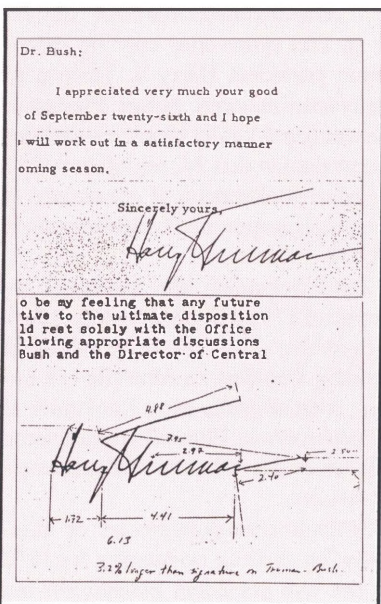 Dr. Bush:
I appreciated very much your good
of September twenty-sixth and I hope
s will work out in a satisfactory manner
oming season.
Sincerely yours,
Harry Truman
o be my feeling that any future
tive to the ultimate disposition
ld rest solely with the Office
llowing appropriate discussions
Bush and the Director of Central
4.88
7.95
2.97
2.50
Harry Truman
2.40
1.72
4.41
6.13
3.2% longer than signature on Truman-Bush.